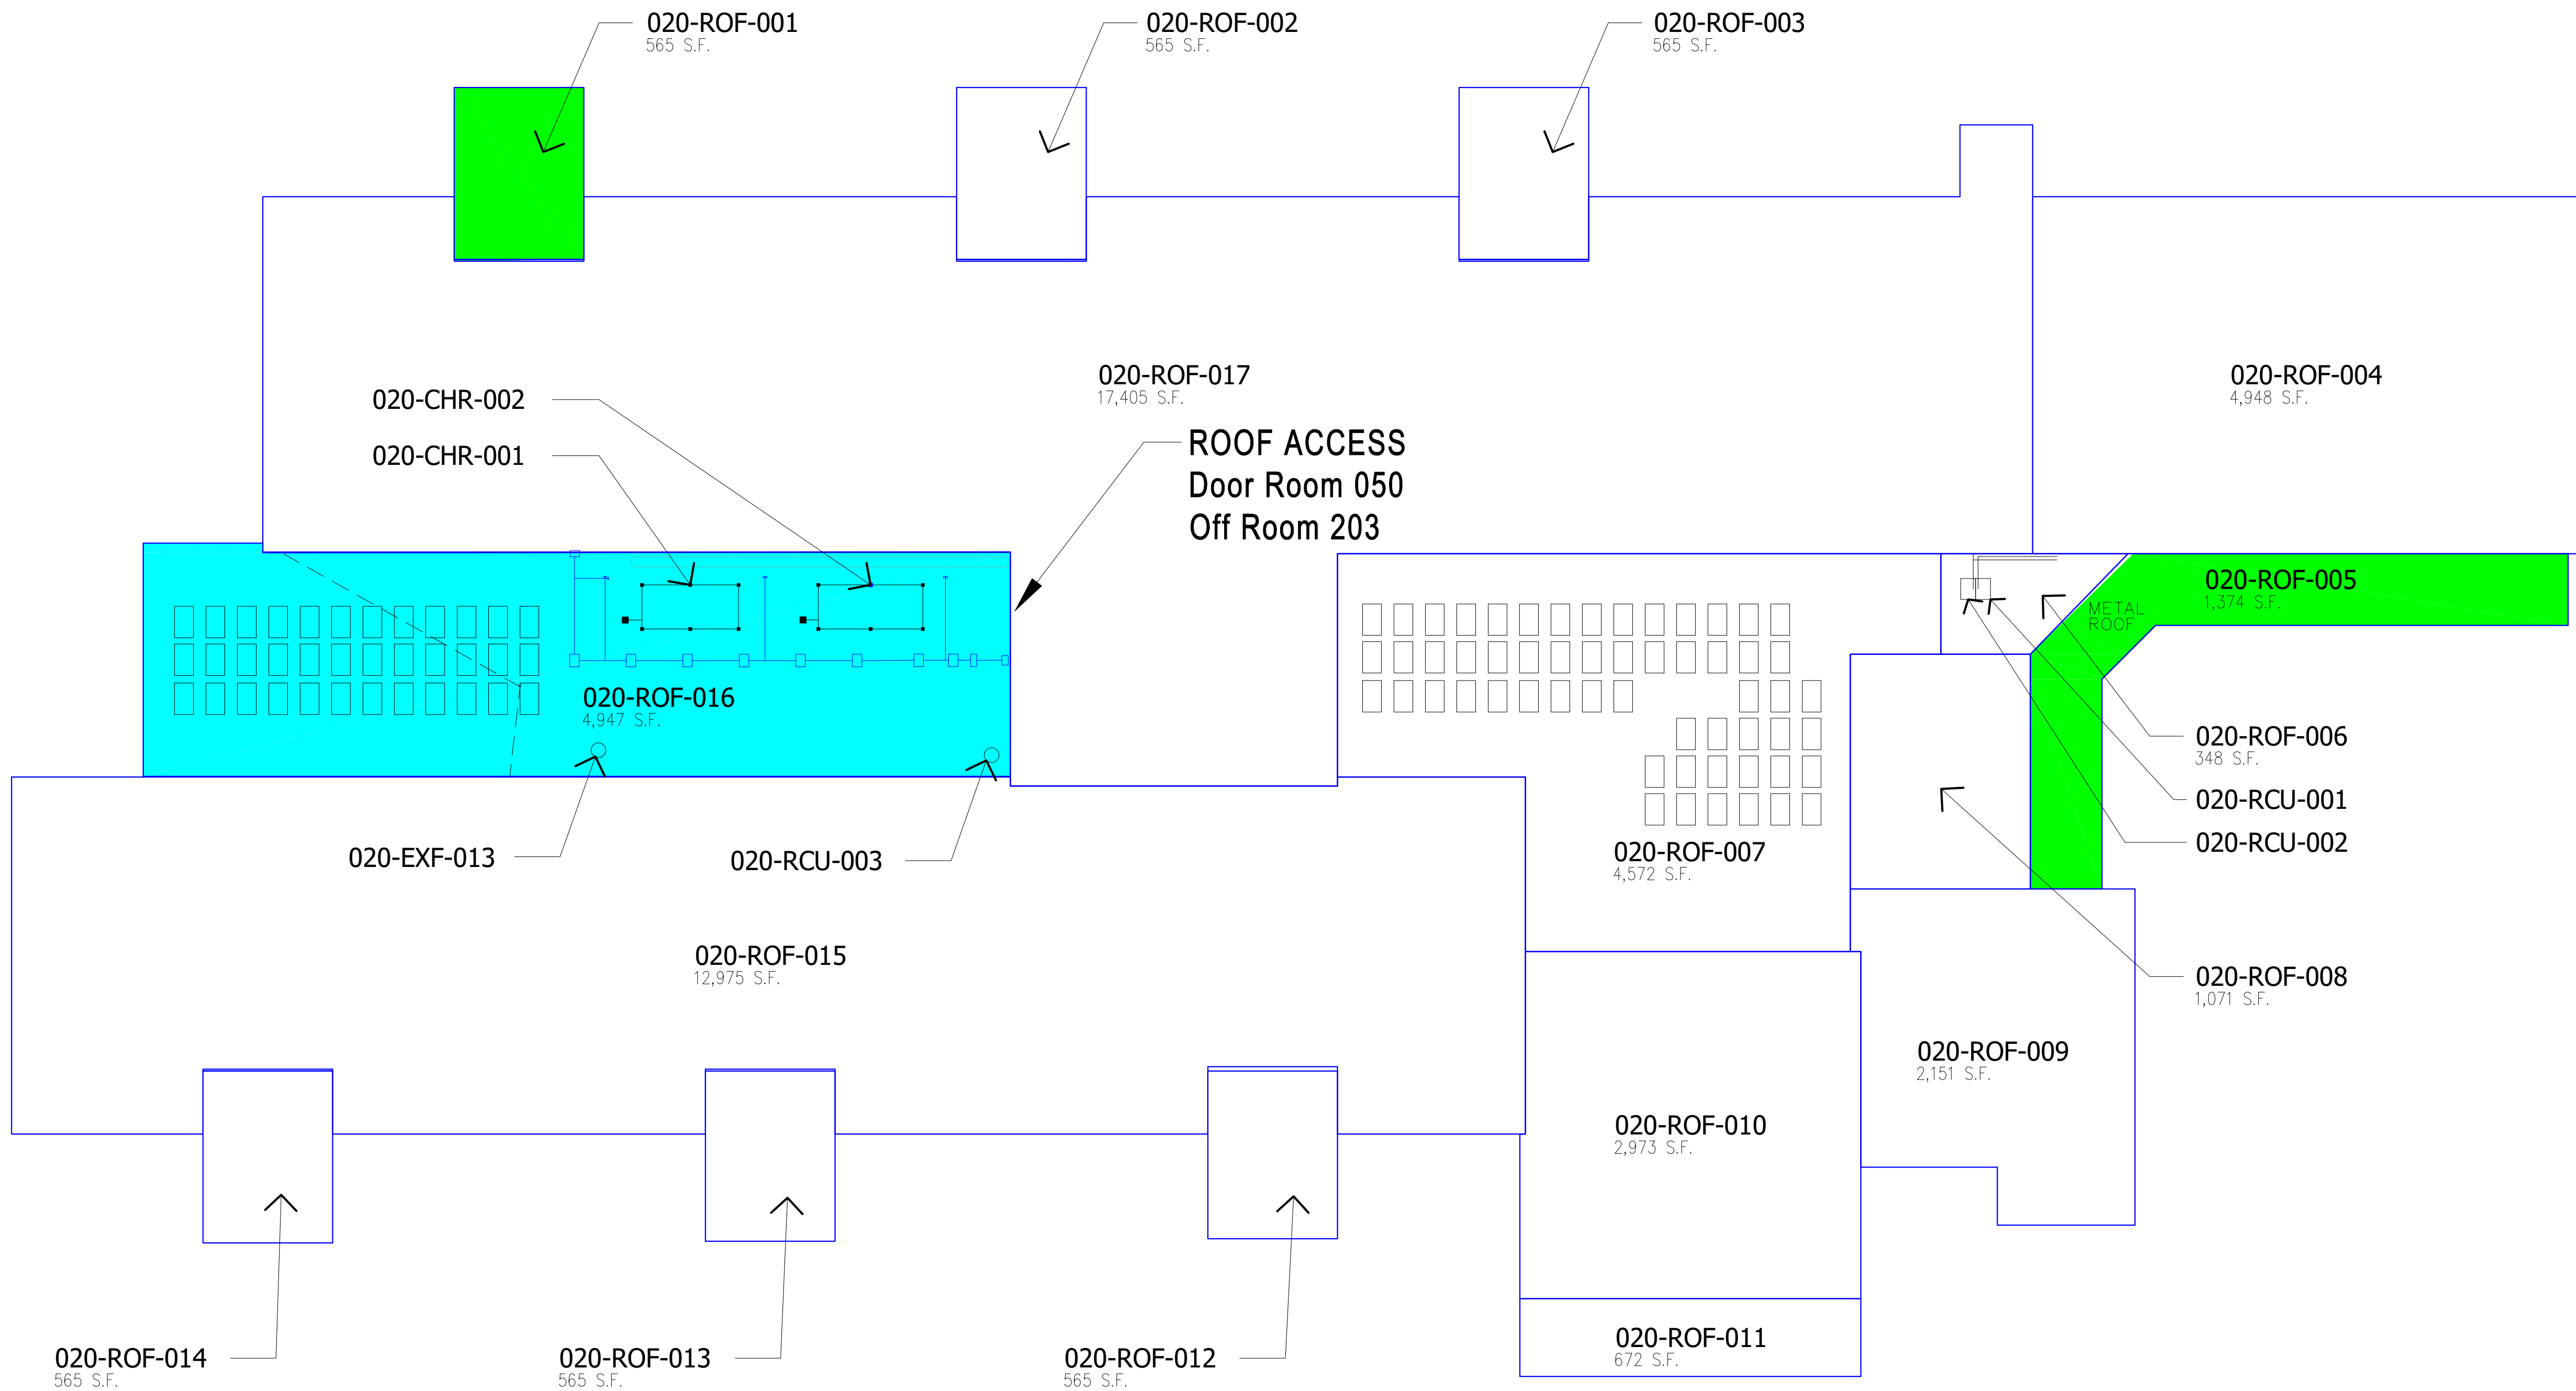 020-ROF-001
565 S.F.
020-ROF-002
565 S.F.
020-ROF-003
565 S.F.
020-ROF-017
17,405 S.F.
020-ROF-004
4,948 S.F.
020-CHR-002
020-CHR-001
ROOF ACCESS
Door Room 050
Off Room 203
020-ROF-005
1,374 S.F.
METAL
ROOF
020-ROF-016
4,947 S.F.
020-ROF-006
348 S.F.
020-RCU-001
020-RCU-002
020-EXF-013
020-RCU-003
020-ROF-007
4,572 S.F.
020-ROF-015
12,975 S.F.
020-ROF-008
1,071 S.F.
020-ROF-009
2,151 S.F.
020-ROF-010
2,973 S.F.
020-ROF-011
672 S.F.
020-ROF-014
565 S.F.
020-ROF-013
565 S.F.
020-ROF-012
565 S.F.